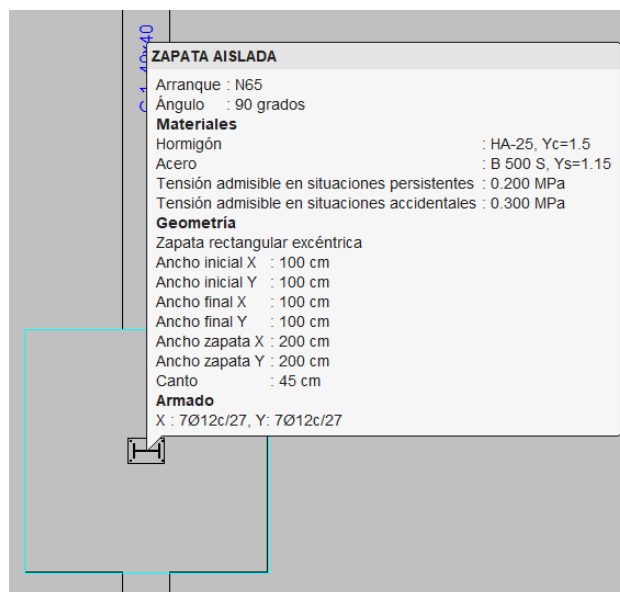 C.1 40x40
ZAPATA AISLADA
Arranque : N65
Ángulo : 90 grados
Materiales
Hormigón : HA-25, Yc=1.5
Acero : B 500 S, Ys=1.15
Tensión admisible en situaciones persistentes : 0.200 MPa
Tensión admisible en situaciones accidentales : 0.300 MPa
Geometría
Zapata rectangular excéntrica
Ancho inicial X : 100 cm
Ancho inicial Y : 100 cm
Ancho final X : 100 cm
Ancho final Y : 100 cm
Ancho zapata X : 200 cm
Ancho zapata Y : 200 cm
Canto : 45 cm
Armado
X : 7Ø12c/27, Y: 7Ø12c/27